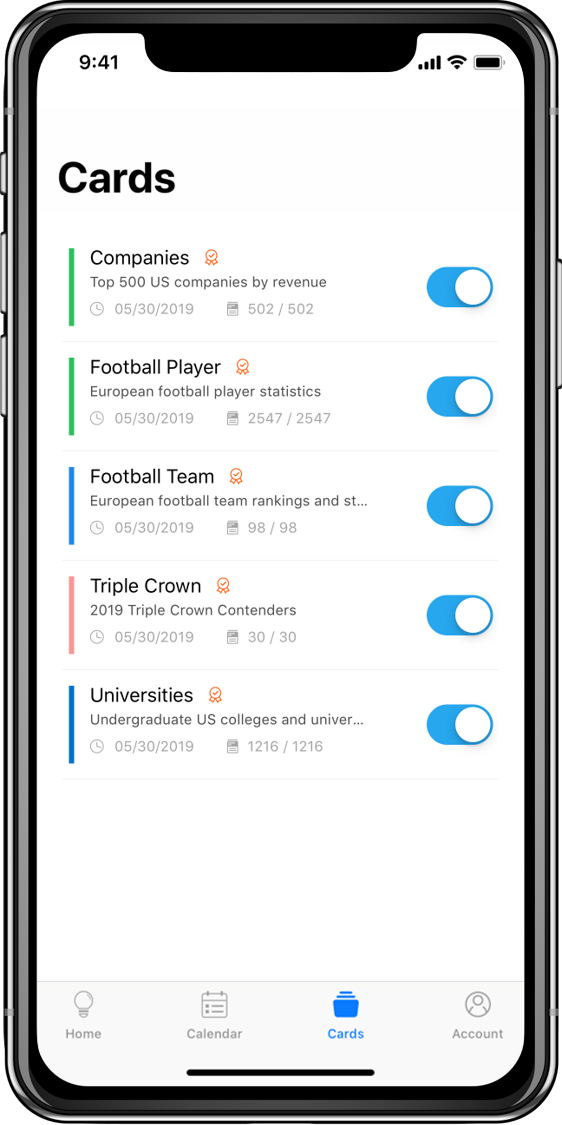 9:41
Cards
Companies
Top 500 US companies by revenue
05/30/2019 502 / 502
Football Player
European football player statistics
05/30/2019 2547 / 2547
Football Team
European football team rankings and st...
05/30/2019 98 / 98
Triple Crown
2019 Triple Crown Contenders
05/30/2019 30 / 30
Universities
Undergraduate US colleges and univer...
05/30/2019 1216 / 1216
Home Calendar Cards Account